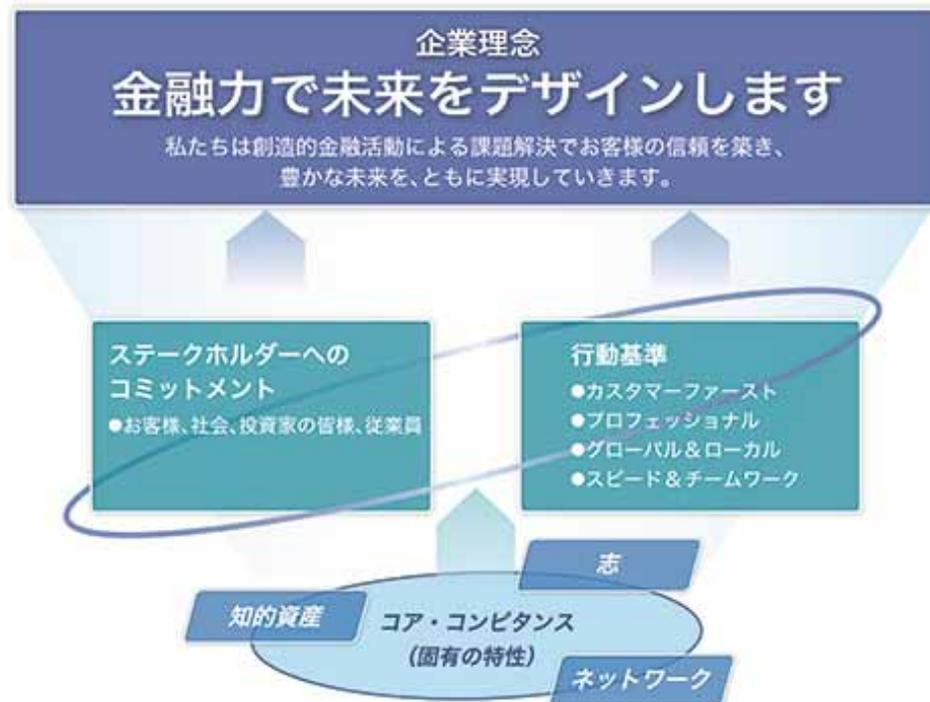 企業理念
金融力で未来をデザインします
私たちは創造的金融活動による課題解決でお客様の信頼を築き、
豊かな未来を、ともに実現していきます。
ステークホルダーへの
コミットメント
●お客様、社会、投資家の皆様、従業員
行動基準
●カスタマーファースト
●プロフェッショナル
●グローバル&ローカル
●スピード&チームワーク
志
知的資産
コア・コンピタンス
(固有の特性)
ネットワーク